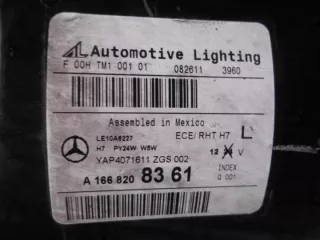 AL Automotive Lighting
F 00H TM1 001 01 082611 3960
Assembled in Mexico
LE10A6227 ECE/ RHT H7 L
H7 PY24W W5W 12 V
YAP4071611 ZGS 002
INDEX
A 166 820 83 61 Q 001